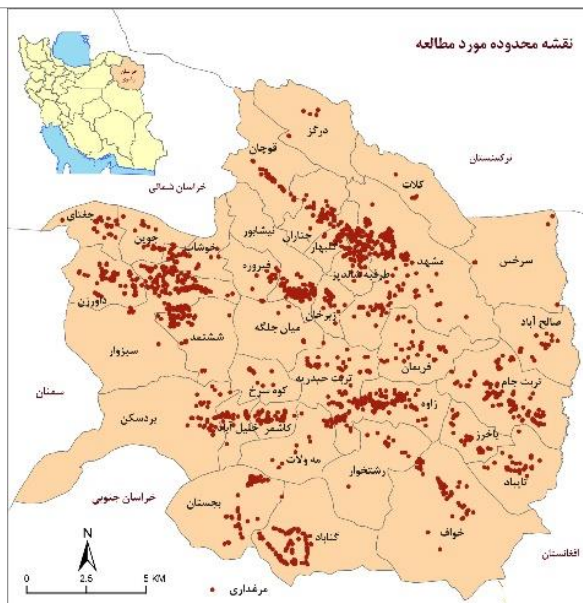 نقشه محدوده مورد مطالعه
خراسان رضوی
ترکمنستان
درگز
قوچان
کلات
خراسان شمالی
جغتای
جوین
خوشاب
نیشابور
چناران
گلبهار
مشهد
سرخس
فیروزه
طرقبه شاندیز
داورزن
زبرخان
صالح آباد
ششتمد
میان جلگه
سبزوار
فریمان
تربت حیدریه
تربت جام
سمنان
کوه سرخ
زاوه
بردسکن
کاشمر
خلیل آباد
باخرز
مه ولات
تایباد
رشتخوار
خراسان جنوبی
بجستان
گناباد
خواف
افغانستان
N
0 2.5 5 KM
مرغداری